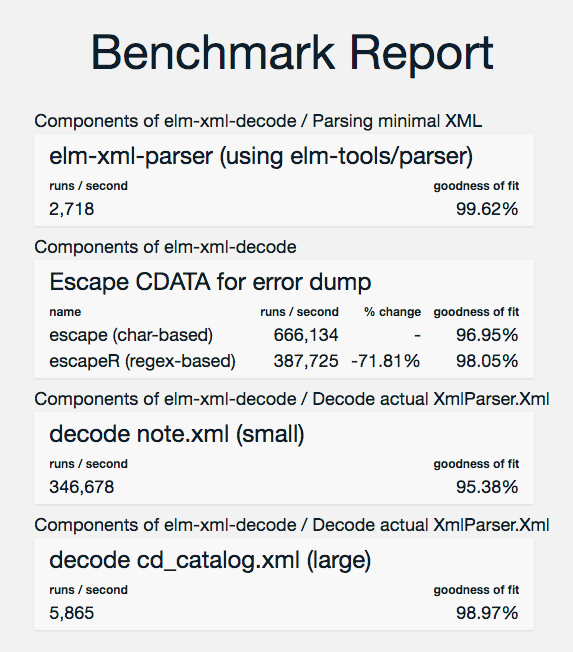 Benchmark Report
Components of elm-xml-decode / Parsing minimal XML
elm-xml-parser (using elm-tools/parser)
runs / second goodness of fit
2,718 99.62%
Components of elm-xml-decode
Escape CDATA for error dump
name runs / second % change goodness of fit
escape (char-based) 666,134 - 96.95%
escapeR (regex-based) 387,725 -71.81% 98.05%
Components of elm-xml-decode / Decode actual XmlParser.Xml
decode note.xml (small)
runs / second goodness of fit
346,678 95.38%
Components of elm-xml-decode / Decode actual XmlParser.Xml
decode cd_catalog.xml (large)
runs / second goodness of fit
5,865 98.97%